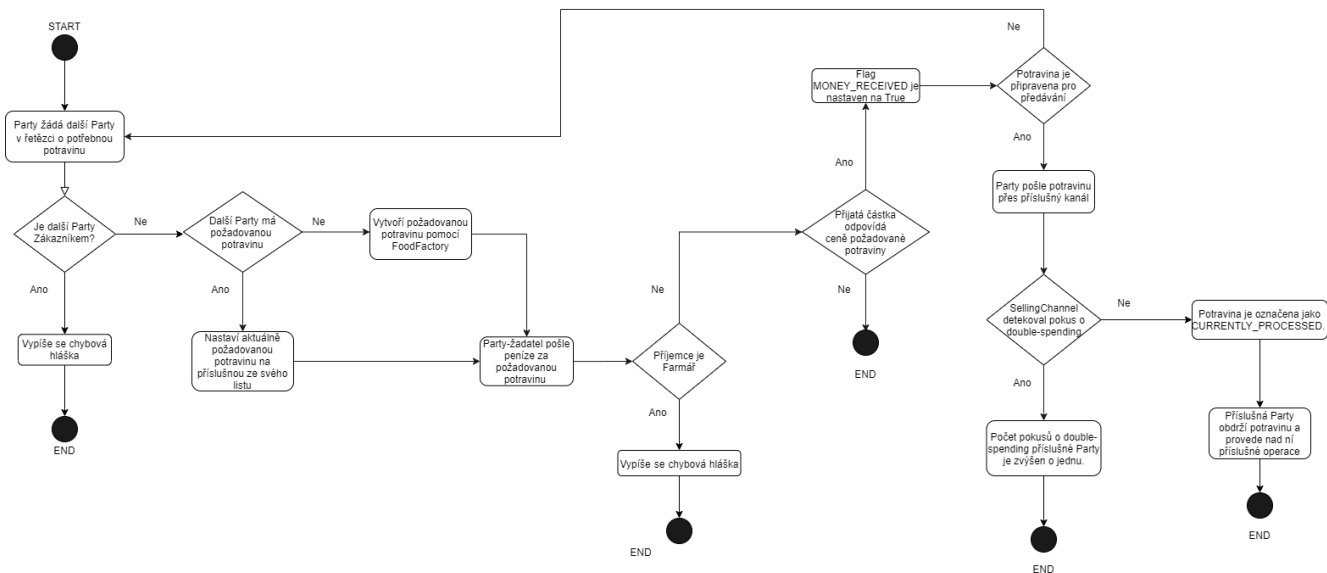 START
Party žádá další Party
v řetězci o potřebnou
potravinu
Je další Party
Zákazníkem?
Ne
Ano
Vypíše se chybová
hláška
END
Další Party má
požadovanou
potravinu
Ne
Ano
Vytvoří požadovanou
potravinu pomocí
FoodFactory
Nastaví aktuálně
požadovanou
potravinu na
příslušnou ze svého
listu
Party-žadatel pošle
peníze za
požadovanou
potravinu
Příjemce je
Farmář
Ne
Ano
Vypíše se chybová hláška
END
Přijatá částka
odpovídá
ceně požadované
potraviny
Ano
Ne
END
Flag
MONEY_RECEIVED je
nastaven na True
Potravina je
připravena pro
předávání
Ne
Ano
Party pošle potravinu
přes příslušný kanál
SellingChannel
detekoval pokus o
double-spending
Ne
Ano
Počet pokusů o double-
spending příslušné Party
je zvýšen o jednu.
END
Potravina je označena jako
CURRENTLY_PROCESSED.
Příslušná Party
obdrží potravinu a
provede nad ní
příslušné operace
END